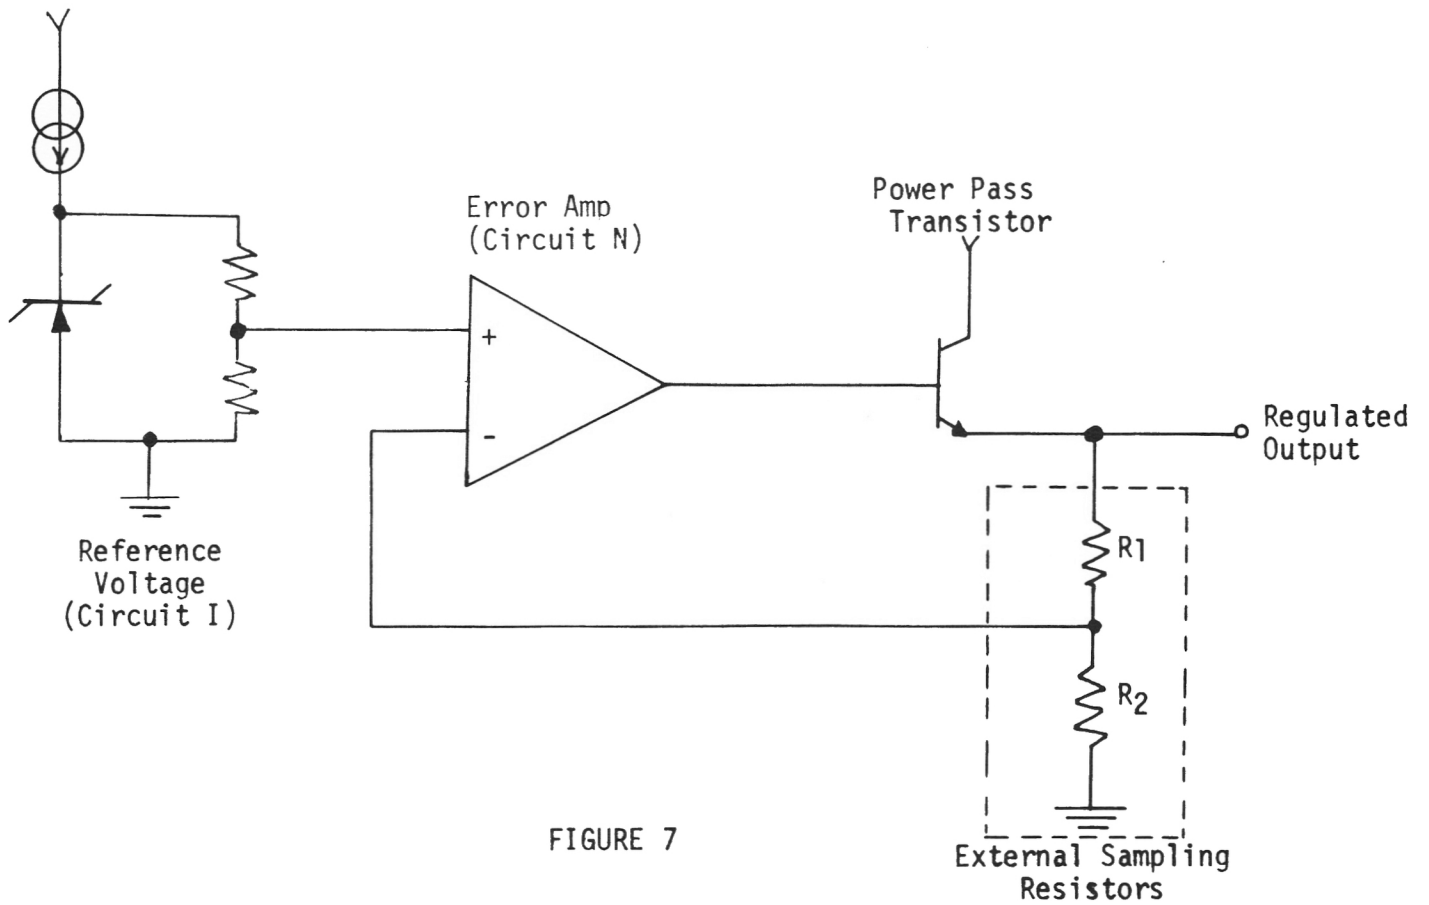 Power Pass
Transistor
Error Amp
(Circuit N)
+
-
Regulated
Output
R1
Reference
Voltage
(Circuit I)
R2
FIGURE 7
External Sampling
Resistors